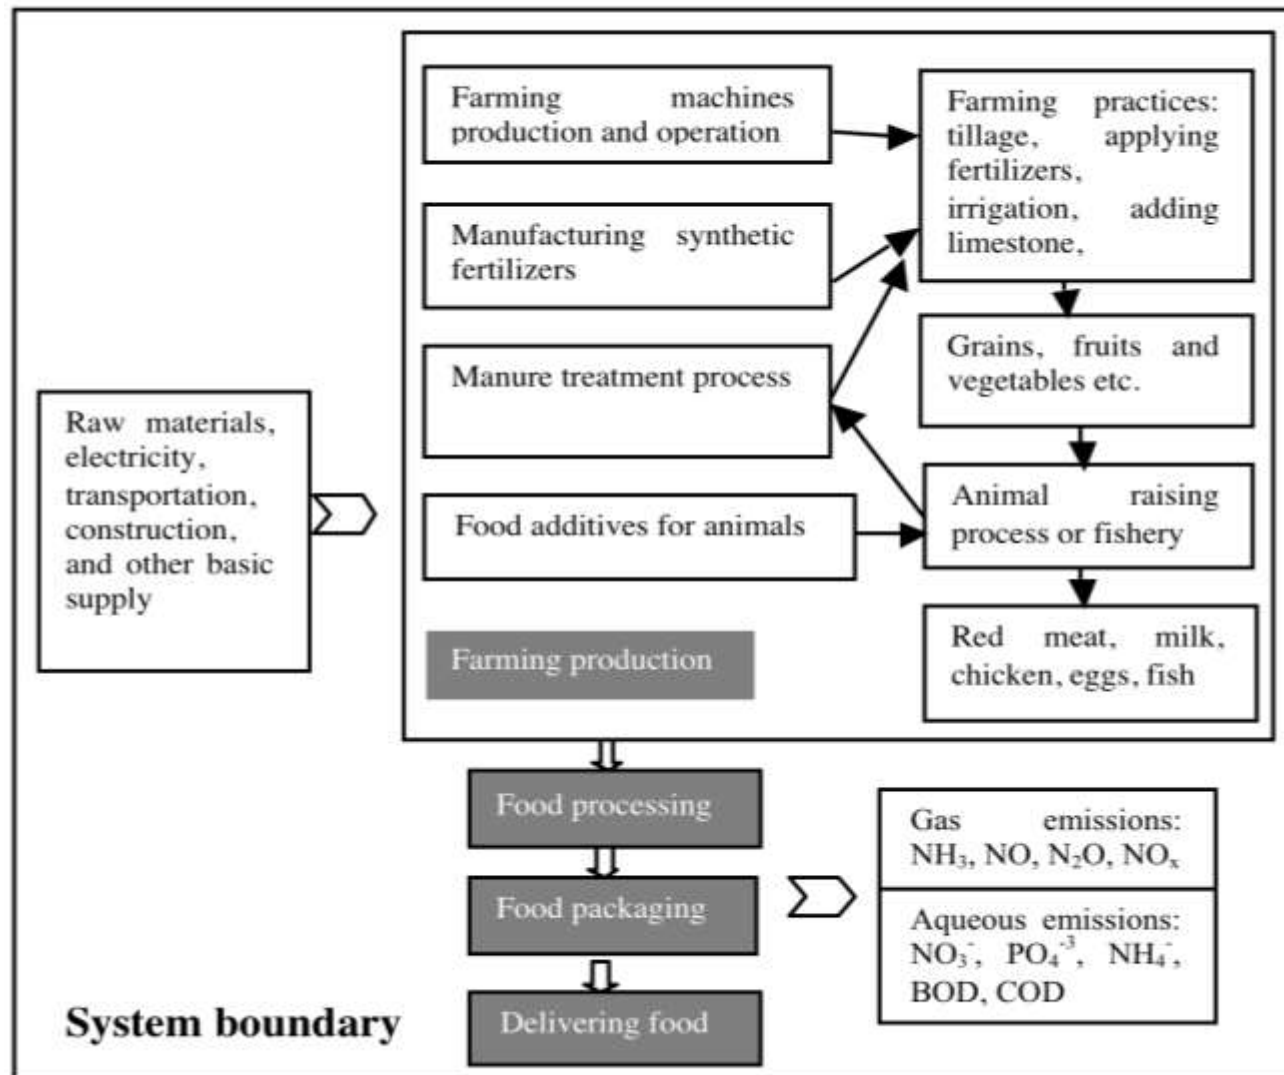 Farming machines
production and operation
Farming practices:
tillage, applying
fertilizers,
irrigation, adding
limestone,
Manufacturing synthetic
fertilizers
Grains, fruits and
vegetables etc.
Manure treatment process
Raw materials,
electricity,
transportation,
construction,
and other basic
supply
Animal raising
process or fishery
Food additives for animals
Red meat, milk,
chicken, eggs, fish
Farming production
Food processing
Gas emissions:
NH₃, NO, N₂O, NOₓ
Food packaging
Aqueous emissions:
NO₃⁻, PO₄⁻³, NH₄⁻,
BOD, COD
System boundary
Delivering food